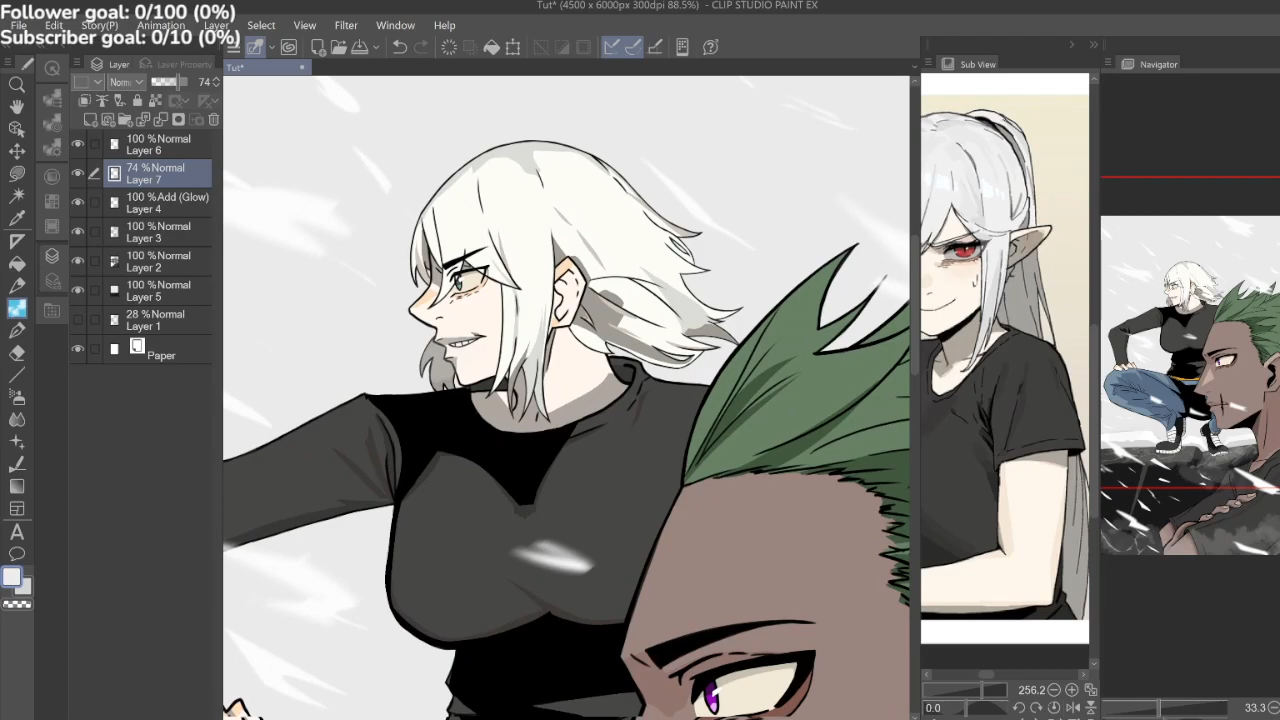 Tut* (4500 x 6000px 300dpi 88.5%) - CLIP STUDIO PAINT EX
Follower goal: 0/100 (0%)
File Edit Story(P) Animation Layer Select View Filter Window Help
Subscriber goal: 0/10 (0%)
Layer Layer Property
Tut*
Sub View
Navigator
Norm 74
100 %Normal
Layer 6
74 %Normal
Layer 7
100 %Add (Glow)
Layer 4
100 %Normal
Layer 3
100 %Normal
Layer 2
100 %Normal
Layer 5
28 %Normal
Layer 1
Paper
256.2
0.0
33.3